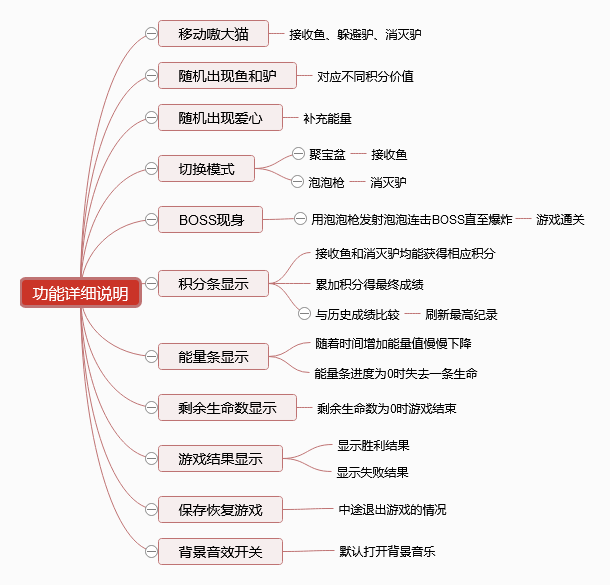 功能详细说明
移动嗷大猫
接收鱼、躲避驴、消灭驴
随机出现鱼和驴
对应不同积分价值
随机出现爱心
补充能量
切换模式
聚宝盆
接收鱼
泡泡枪
消灭驴
BOSS现身
用泡泡枪发射泡泡连击BOSS直至爆炸
游戏通关
积分条显示
接收鱼和消灭驴均能获得相应积分
累加积分得最终成绩
与历史成绩比较
刷新最高纪录
能量条显示
随着时间增加能量值慢慢下降
能量条进度为0时失去一条生命
剩余生命数显示
剩余生命数为0时游戏结束
游戏结果显示
显示胜利结果
显示失败结果
保存恢复游戏
中途退出游戏的情况
背景音效开关
默认打开背景音乐